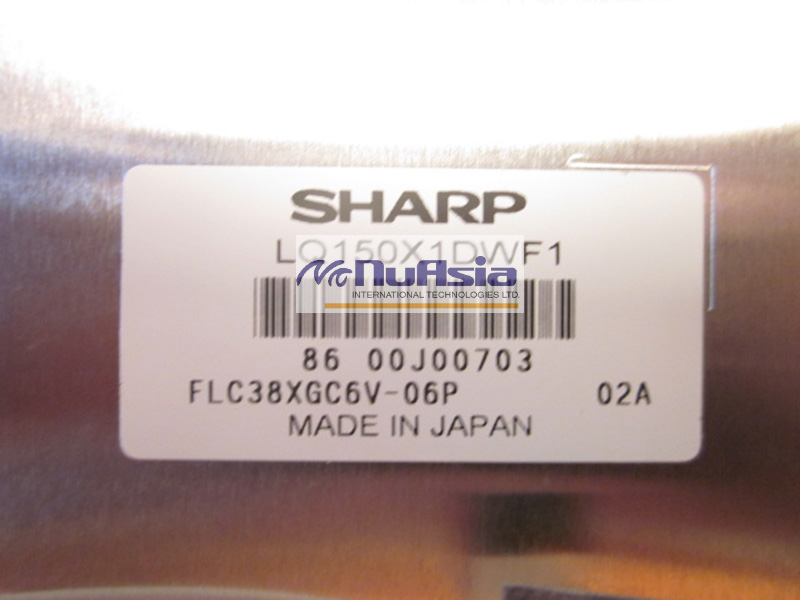 SHARP
LQ150X1DWF1
NuAsia
INTERNATIONAL TECHNOLOGIES LTD.
86 00J00703
FLC38XGC6V-06P 02A
MADE IN JAPAN